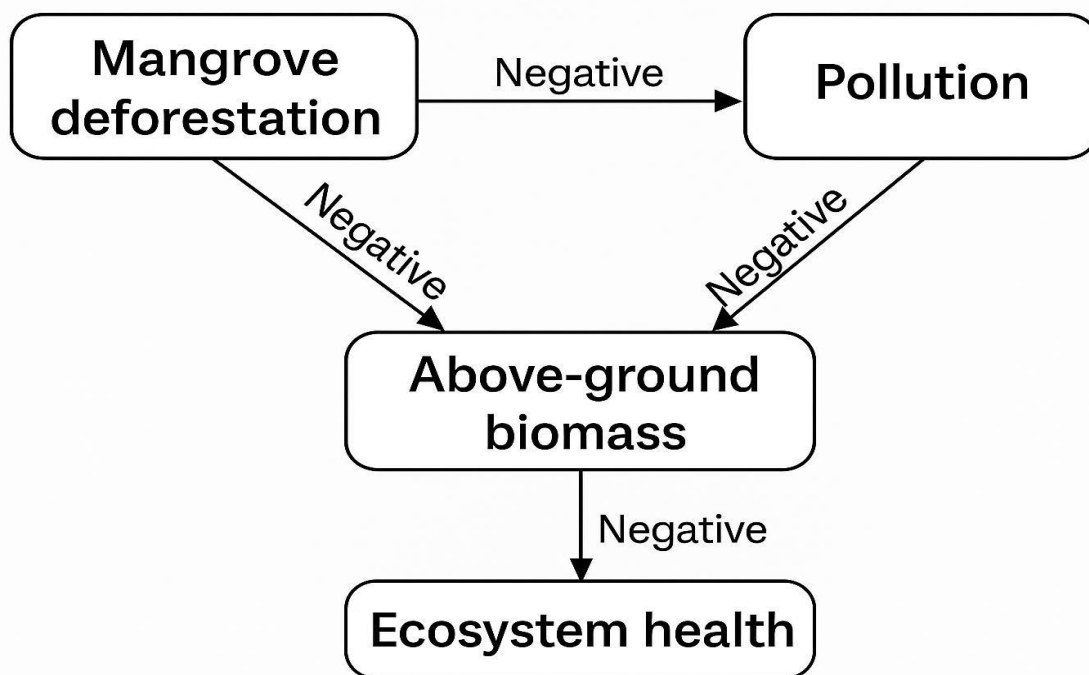 Mangrove
deforestation
Negative
Pollution
Negative
Negative
Above-ground
biomass
Negative
Ecosystem health